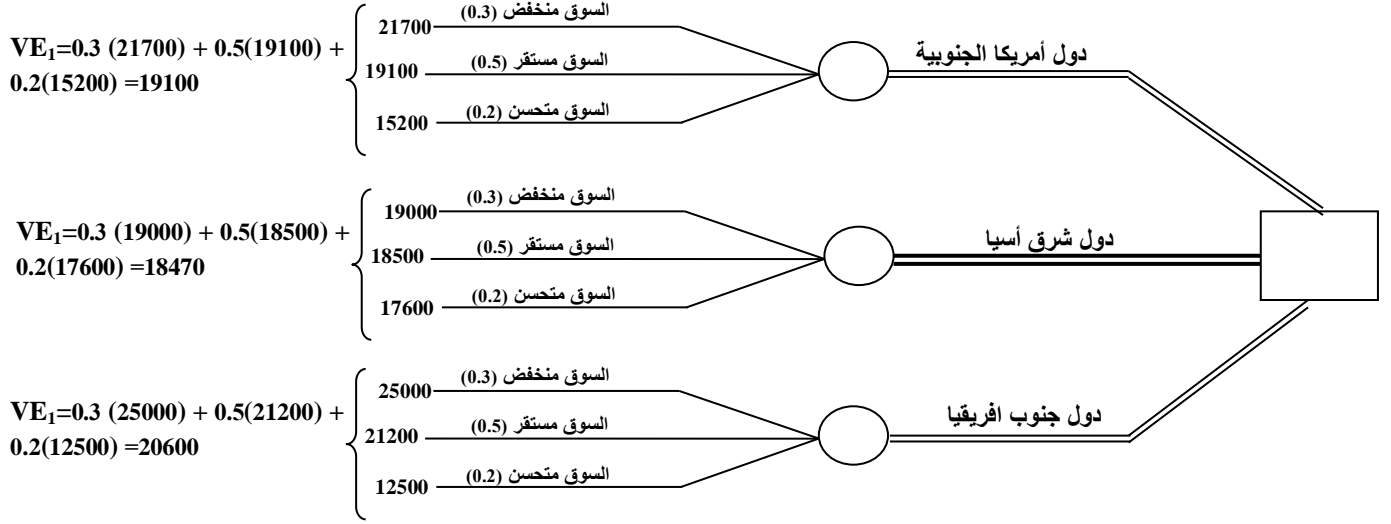 VE1=0.3 (21700) + 0.5(19100) +
0.2(15200) =19100
21700
السوق منخفض (0.3)
19100
السوق مستقر (0.5)
15200
السوق متحسن (0.2)
دول أمريكا الجنوبية
VE1=0.3 (19000) + 0.5(18500) +
0.2(17600) =18470
19000
السوق منخفض (0.3)
18500
السوق مستقر (0.5)
17600
السوق متحسن (0.2)
دول شرق أسيا
VE1=0.3 (25000) + 0.5(21200) +
0.2(12500) =20600
25000
السوق منخفض (0.3)
21200
السوق مستقر (0.5)
12500
السوق متحسن (0.2)
دول جنوب افريقيا